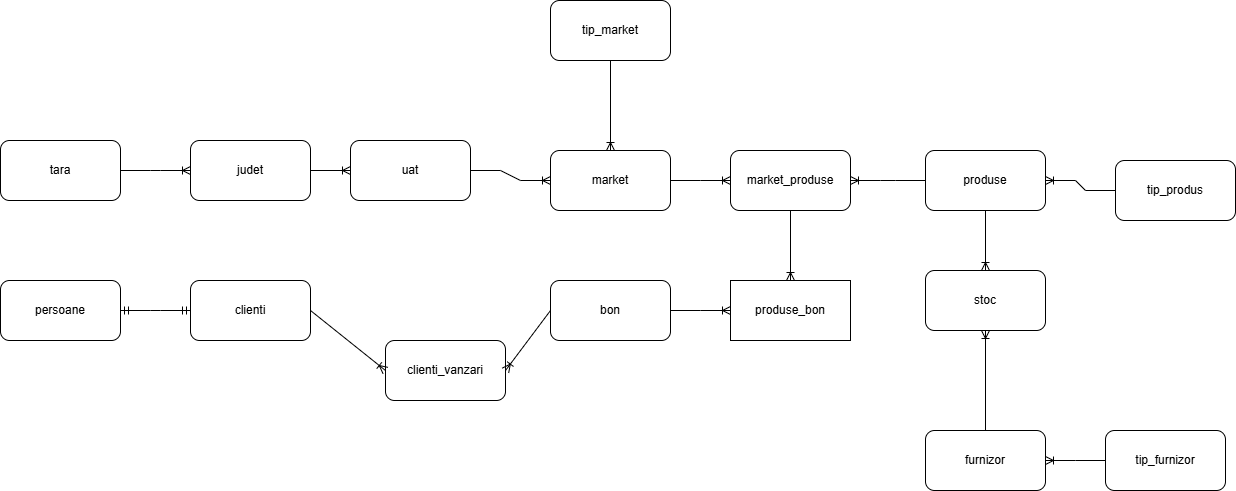 tip_market
tara
judet
uat
market
market_produse
produse
tip_produs
persoane
clienti
bon
produse_bon
stoc
clienti_vanzari
furnizor
tip_furnizor